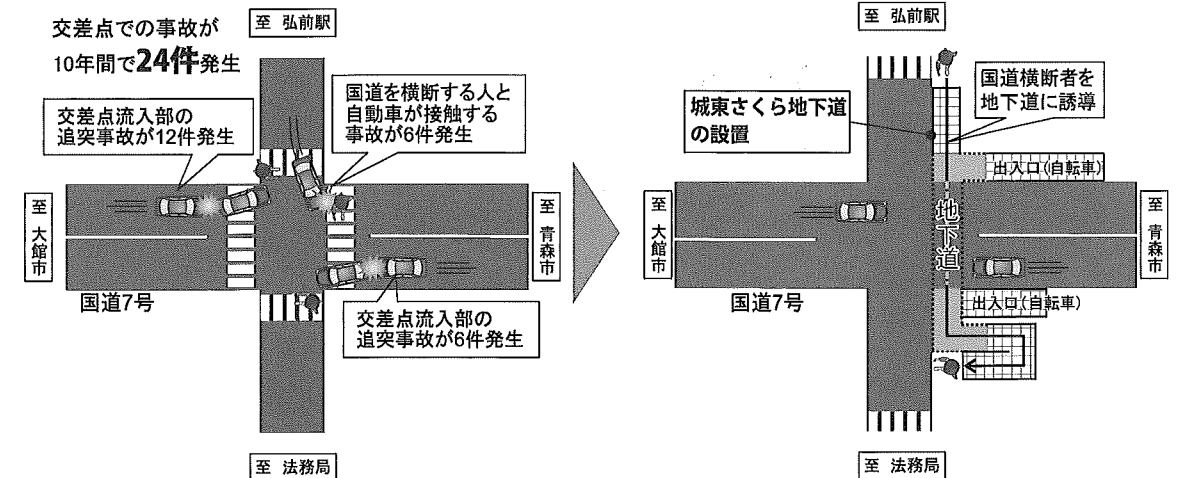 交差点での事故が
10年間で24件発生
至 弘前駅
交差点流入部の
追突事故が12件発生
国道を横断する人と
自動車が接触する
事故が6件発生
至 大館市
至 青森市
国道7号
交差点流入部の
追突事故が6件発生
至 法務局
至 弘前駅
城東さくら地下道
の設置
国道横断者を
地下道に誘導
出入口(自転車)
至 大館市
地下道
至 青森市
国道7号
出入口(自転車)
至 法務局